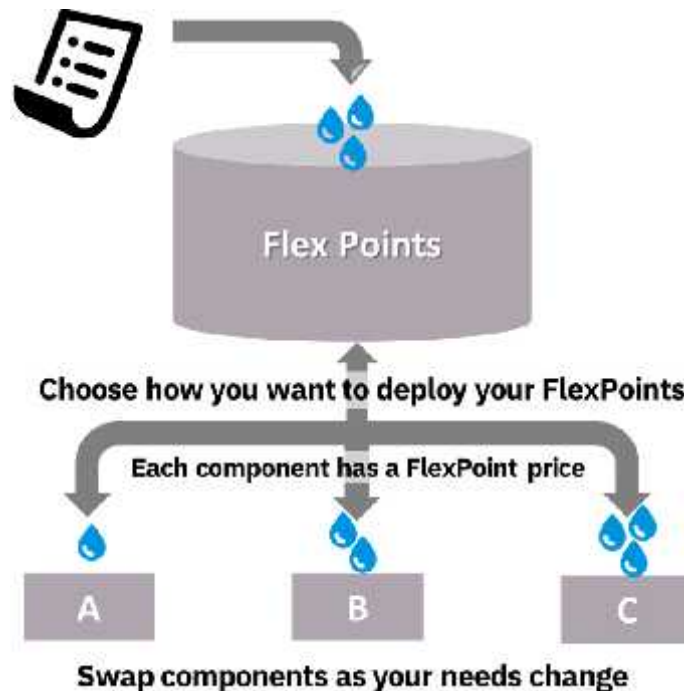 Flex Points
Choose how you want to deploy your FlexPoints
Each component has a FlexPoint price
A
B
C
Swap components as your needs change